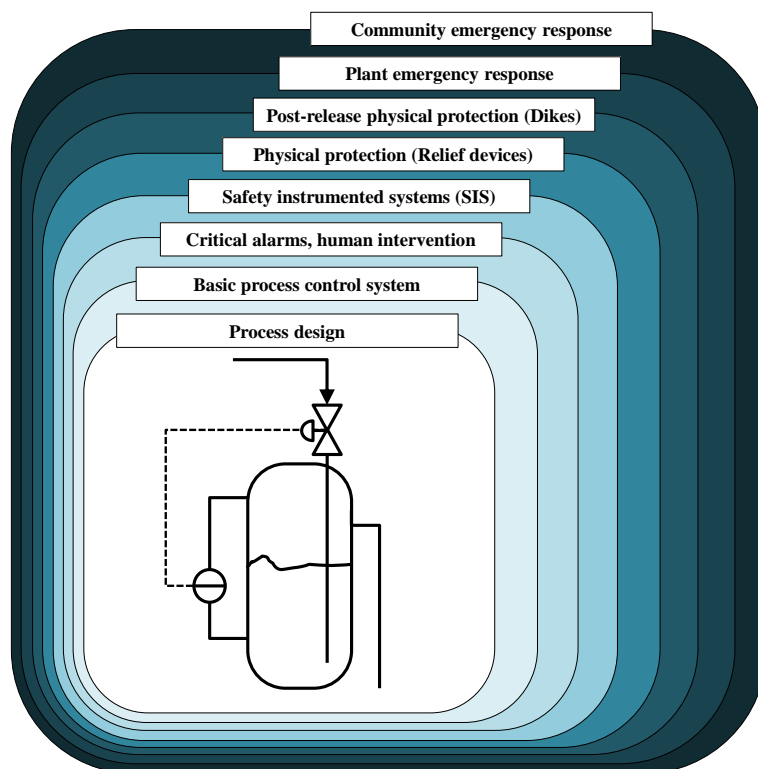 Community emergency response
Plant emergency response
Post-release physical protection (Dikes)
Physical protection (Relief devices)
Safety instrumented systems (SIS)
Critical alarms, human intervention
Basic process control system
Process design